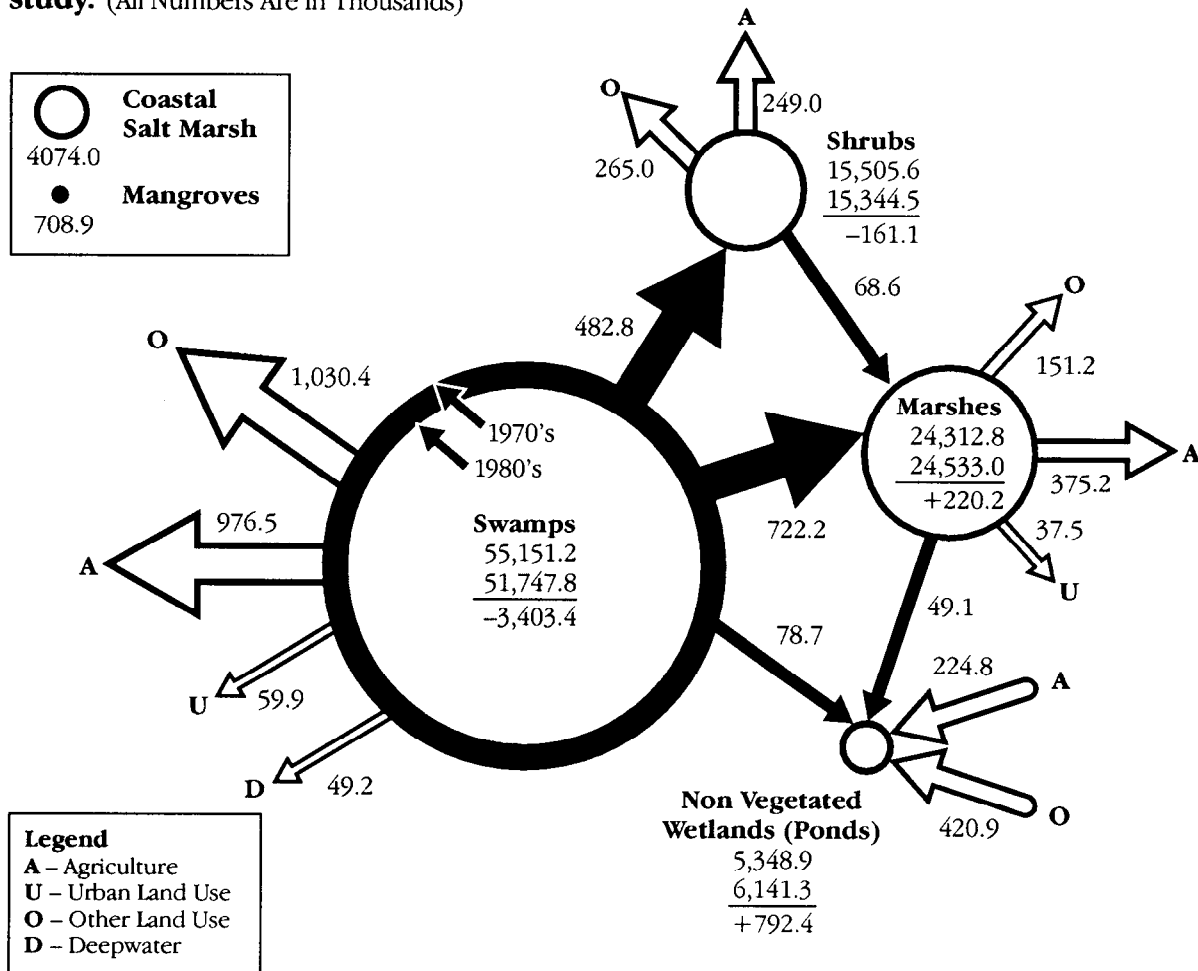 study. (All Numbers Are in Thousands)
Coastal
Salt Marsh
4074.0
Mangroves
708.9
A
O
249.0
265.0
Shrubs
15,505.6
15,344.5
–161.1
68.6
482.8
O
1,030.4
1970's
1980's
O
151.2
Marshes
24,312.8
24,533.0
+220.2
A
375.2
37.5
U
722.2
976.5
A
Swamps
55,151.2
51,747.8
–3,403.4
49.1
78.7
224.8
A
U
59.9
D
49.2
O
420.9
Non Vegetated
Wetlands (Ponds)
5,348.9
6,141.3
+792.4
Legend
A – Agriculture
U – Urban Land Use
O – Other Land Use
D – Deepwater